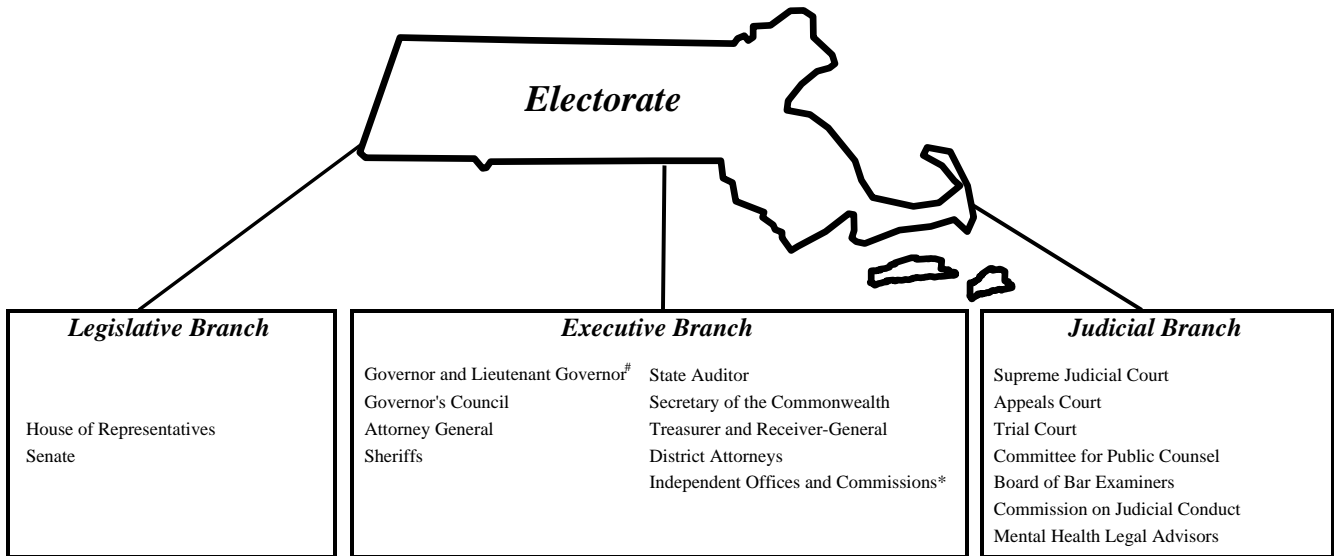 Electorate
Legislative Branch
House of Representatives
Senate
Executive Branch
Governor and Lieutenant Governor#
Governor's Council
Attorney General
Sheriffs
State Auditor
Secretary of the Commonwealth
Treasurer and Receiver-General
District Attorneys
Independent Offices and Commissions*
Judicial Branch
Supreme Judicial Court
Appeals Court
Trial Court
Committee for Public Counsel
Board of Bar Examiners
Commission on Judicial Conduct
Mental Health Legal Advisors